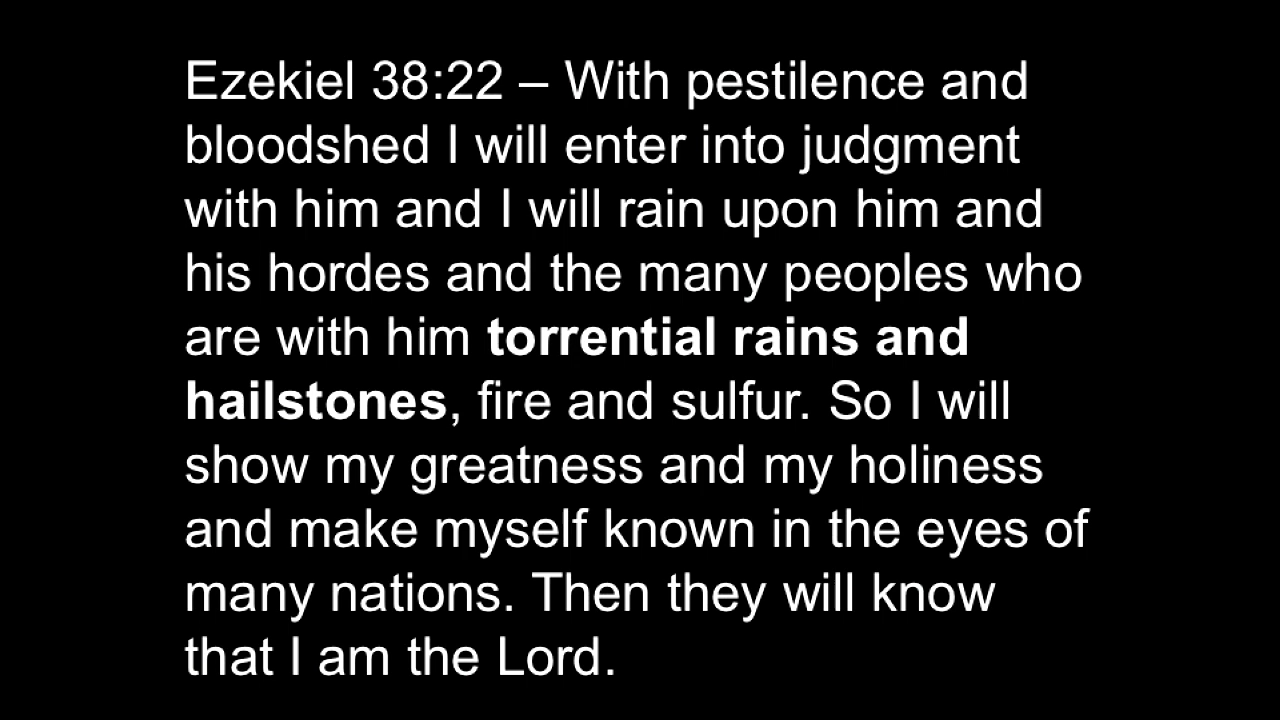 Ezekiel 38:22 – With pestilence and
bloodshed I will enter into judgment
with him and I will rain upon him and
his hordes and the many peoples who
are with him torrential rains and
hailstones, fire and sulfur. So I will
show my greatness and my holiness
and make myself known in the eyes of
many nations. Then they will know
that I am the Lord.